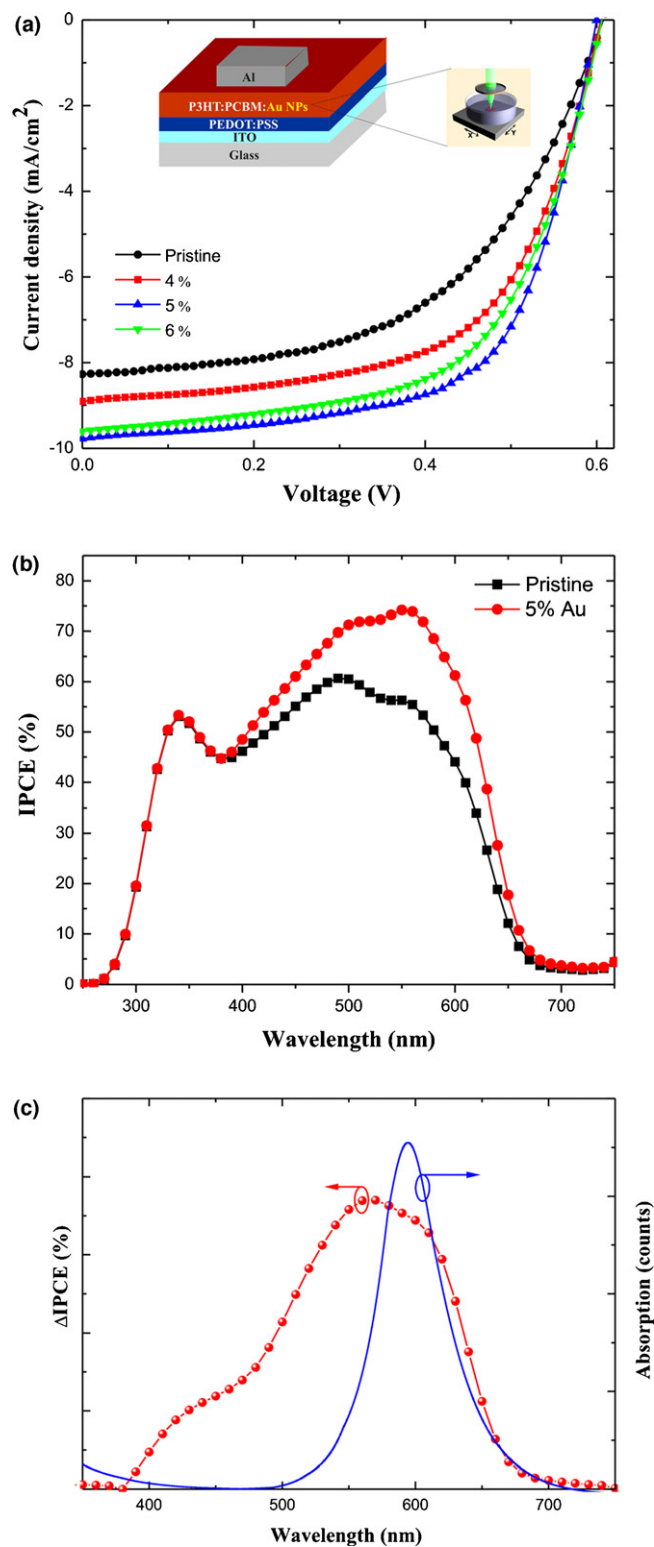 (a)
0
-2
-4
-6
-8
-10
Current density (mA/cm²)
Al
P3HT:PCBM:Au NPs
PEDOT:PSS
ITO
Glass
X
Y
Pristine
4 %
5 %
6 %
0.0
0.2
0.4
0.6
Voltage (V)
(b)
80
70
60
50
40
30
20
10
0
IPCE (%)
Pristine
5% Au
300
400
500
600
700
Wavelength (nm)
(c)
ΔIPCE (%)
Absorption (counts)
400
500
600
700
Wavelength (nm)